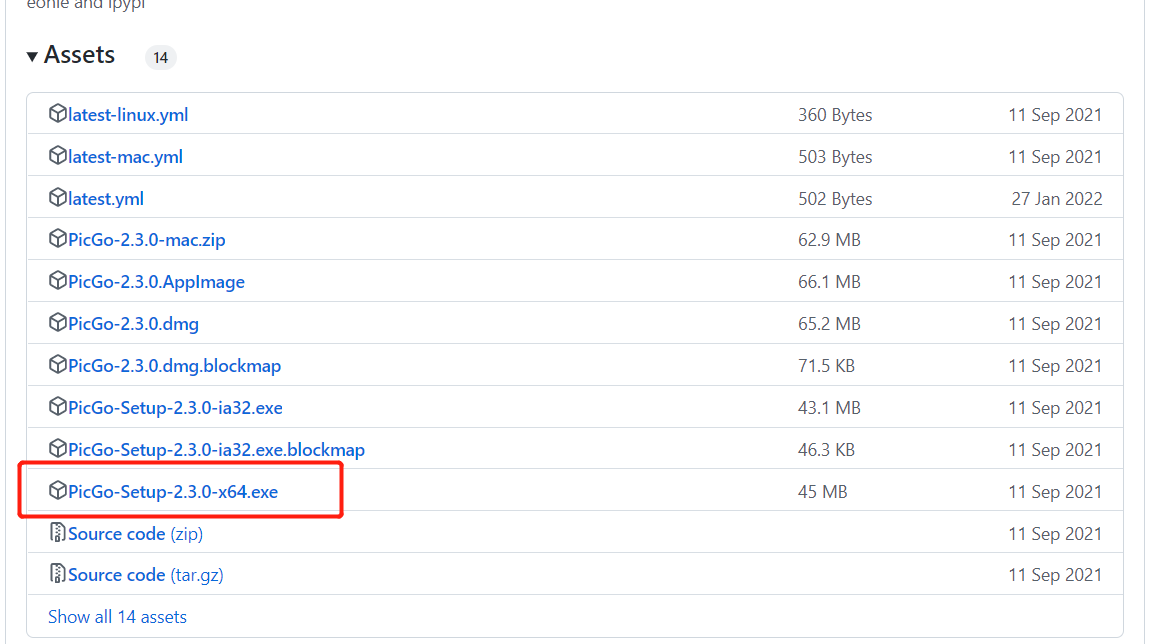 eonie and ipypi
Assets 14
latest-linux.yml 360 Bytes 11 Sep 2021
latest-mac.yml 503 Bytes 11 Sep 2021
latest.yml 502 Bytes 27 Jan 2022
PicGo-2.3.0-mac.zip 62.9 MB 11 Sep 2021
PicGo-2.3.0.AppImage 66.1 MB 11 Sep 2021
PicGo-2.3.0.dmg 65.2 MB 11 Sep 2021
PicGo-2.3.0.dmg.blockmap 71.5 KB 11 Sep 2021
PicGo-Setup-2.3.0-ia32.exe 43.1 MB 11 Sep 2021
PicGo-Setup-2.3.0-ia32.exe.blockmap 46.3 KB 11 Sep 2021
PicGo-Setup-2.3.0-x64.exe 45 MB 11 Sep 2021
Source code (zip) 11 Sep 2021
Source code (tar.gz) 11 Sep 2021
Show all 14 assets